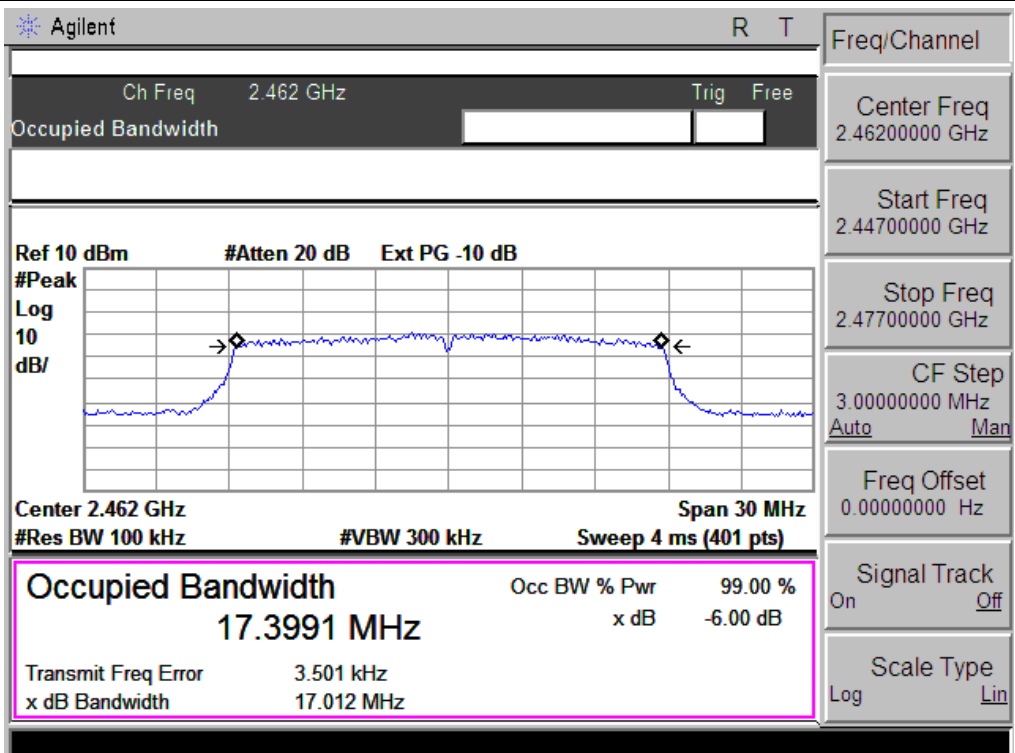 Agilent R T
Ch Freq 2.462 GHz Trig Free
Occupied Bandwidth
Ref 10 dBm #Atten 20 dB Ext PG -10 dB
#Peak
Log
10
dB/
Center 2.462 GHz Span 30 MHz
#Res BW 100 kHz #VBW 300 kHz Sweep 4 ms (401 pts)
Occupied Bandwidth Occ BW % Pwr 99.00 %
17.3991 MHz x dB -6.00 dB
Transmit Freq Error 3.501 kHz
x dB Bandwidth 17.012 MHz
Freq/Channel
Center Freq
2.46200000 GHz
Start Freq
2.44700000 GHz
Stop Freq
2.47700000 GHz
CF Step
3.00000000 MHz
Auto Man
Freq Offset
0.00000000 Hz
Signal Track
On Off
Scale Type
Log Lin